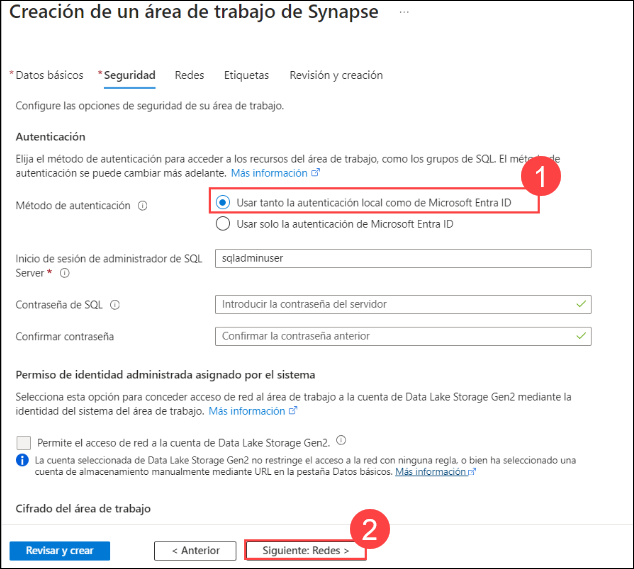 Creación de un área de trabajo de Synapse ...
* Datos básicos * Seguridad Redes Etiquetas Revisión y creación
Configure las opciones de seguridad de su área de trabajo.
Autenticación
Elija el método de autenticación para acceder a los recursos del área de trabajo, como los grupos de SQL. El método de
autenticación se puede cambiar más adelante. Más información
1
Método de autenticación
Usar tanto la autenticación local como de Microsoft Entra ID
Usar solo la autenticación de Microsoft Entra ID
Inicio de sesión de administrador de SQL
Server *
sqladminuser
Contraseña de SQL
Introducir la contraseña del servidor
Confirmar contraseña
Confirmar la contraseña anterior
Permiso de identidad administrada asignado por el sistema
Selecciona esta opción para conceder acceso de red al área de trabajo a la cuenta de Data Lake Storage Gen2 mediante la
identidad del sistema del área de trabajo. Más información
Permite el acceso de red a la cuenta de Data Lake Storage Gen2.
La cuenta seleccionada de Data Lake Storage Gen2 no restringe el acceso a la red con ninguna regla, o bien ha seleccionado una
cuenta de almacenamiento manualmente mediante URL en la pestaña Datos básicos. Más información
Cifrado del área de trabajo
2
Revisar y crear
< Anterior
Siguiente: Redes >